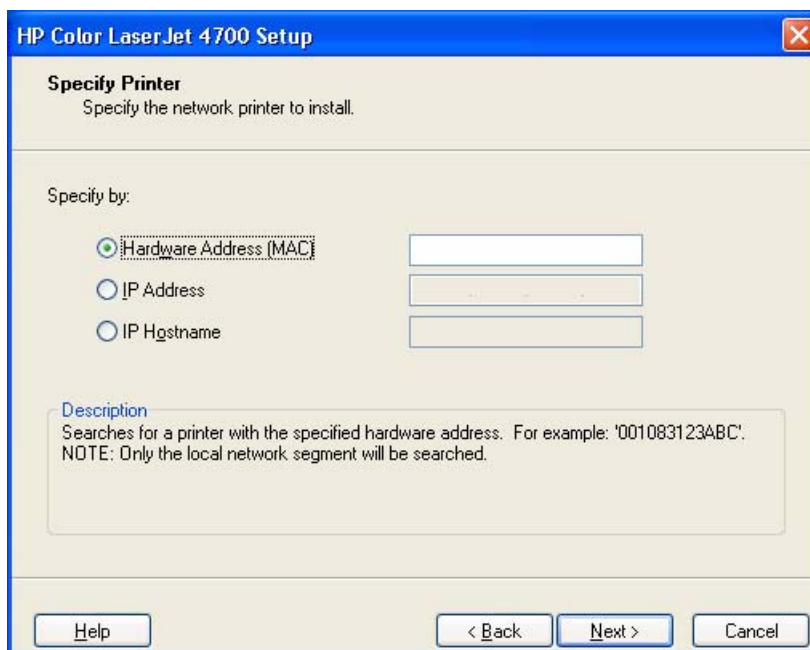 HP Color LaserJet 4700 Setup
Specify Printer
Specify the network printer to install.
Specify by:
Hardware Address (MAC)
IP Address
IP Hostname
Description
Searches for a printer with the specified hardware address. For example: '001083123ABC'.
NOTE: Only the local network segment will be searched.
Help
< Back
Next >
Cancel